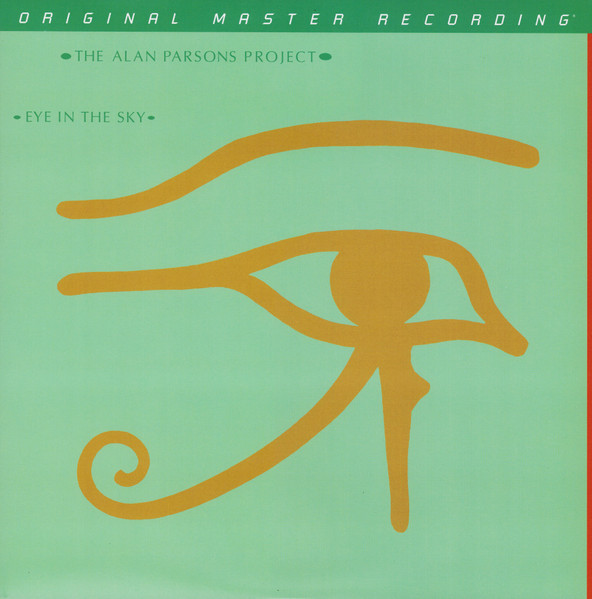 ORIGINAL MASTER RECORDING®
•THE ALAN PARSONS PROJECT•
•EYE IN THE SKY•